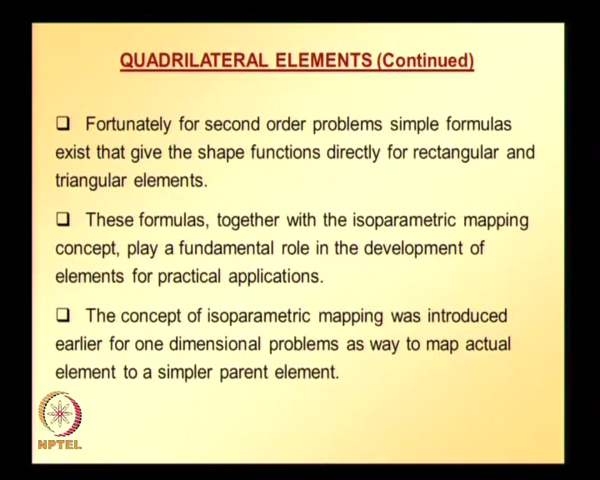 QUADRILATERAL ELEMENTS (Continued)
❑ Fortunately for second order problems simple formulas
exist that give the shape functions directly for rectangular and
triangular elements.
❑ These formulas, together with the isoparametric mapping
concept, play a fundamental role in the development of
elements for practical applications.
❑ The concept of isoparametric mapping was introduced
earlier for one dimensional problems as way to map actual
element to a simpler parent element.
NPTEL